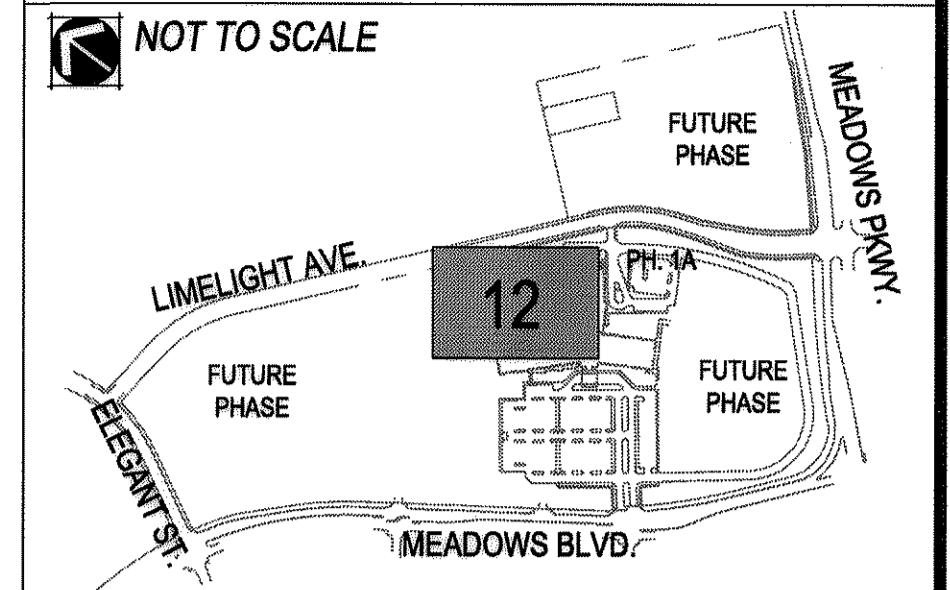 NOT TO SCALE
MEADOWS PKWY.
FUTURE
PHASE
LIMELIGHT AVE.
PH. 1A
12
FUTURE
PHASE
FUTURE
PHASE
ELEGANT ST.
MEADOWS BLVD.